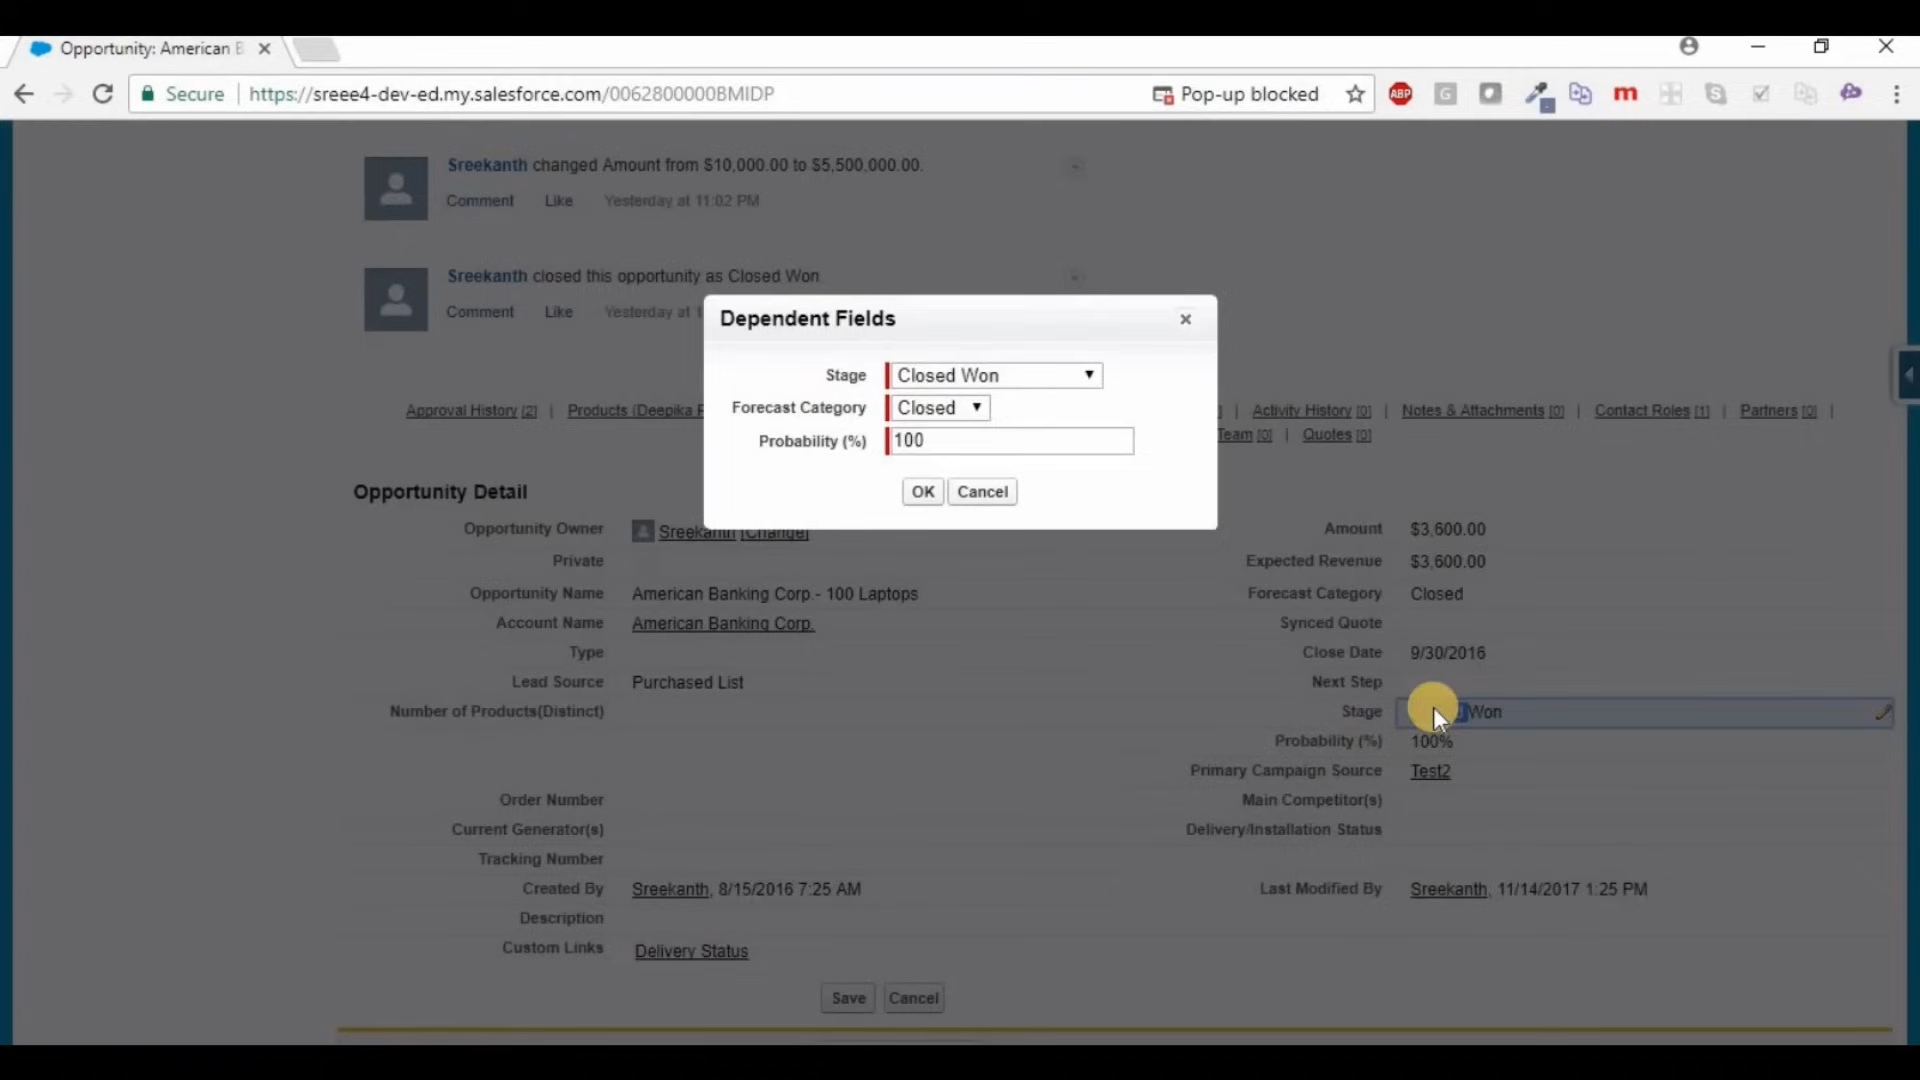 Opportunity: American B
Secure | https://sreee4-dev-ed.my.salesforce.com/0062800000BMIDP
Pop-up blocked
ABP
G
m
Sreekanth changed Amount from $10,000.00 to $5,500,000.00.
Comment Like Yesterday at 11:02 PM
Sreekanth closed this opportunity as Closed Won
Comment Like Yesterday at 1
Dependent Fields
Stage Closed Won
Forecast Category Closed
Probability (%) 100
OK Cancel
Approval History [2] | Products (Deepika P ] | Activity History [0] | Notes & Attachments [0] | Contact Roles [1] | Partners [0] |
Team [0] | Quotes [0]
Opportunity Detail
Opportunity Owner Sreekanth [Change] Amount $3,600.00
Private Expected Revenue $3,600.00
Opportunity Name American Banking Corp.- 100 Laptops Forecast Category Closed
Account Name American Banking Corp. Synced Quote
Type Close Date 9/30/2016
Lead Source Purchased List Next Step
Number of Products(Distinct) Stage Won
Probability (%) 100%
Primary Campaign Source Test2
Order Number Main Competitor(s)
Current Generator(s) Delivery/Installation Status
Tracking Number
Created By Sreekanth, 8/15/2016 7:25 AM Last Modified By Sreekanth, 11/14/2017 1:25 PM
Description
Custom Links Delivery Status
Save Cancel